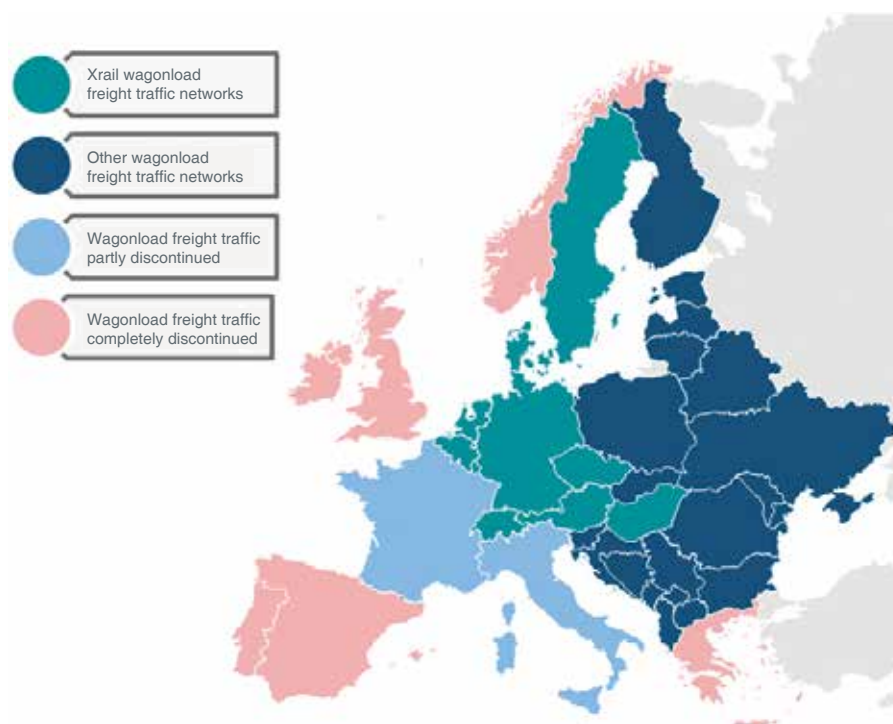 Xrail wagonload
freight traffic networks
Other wagonload
freight traffic networks
Wagonload freight traffic
partly discontinued
Wagonload freight traffic
completely discontinued